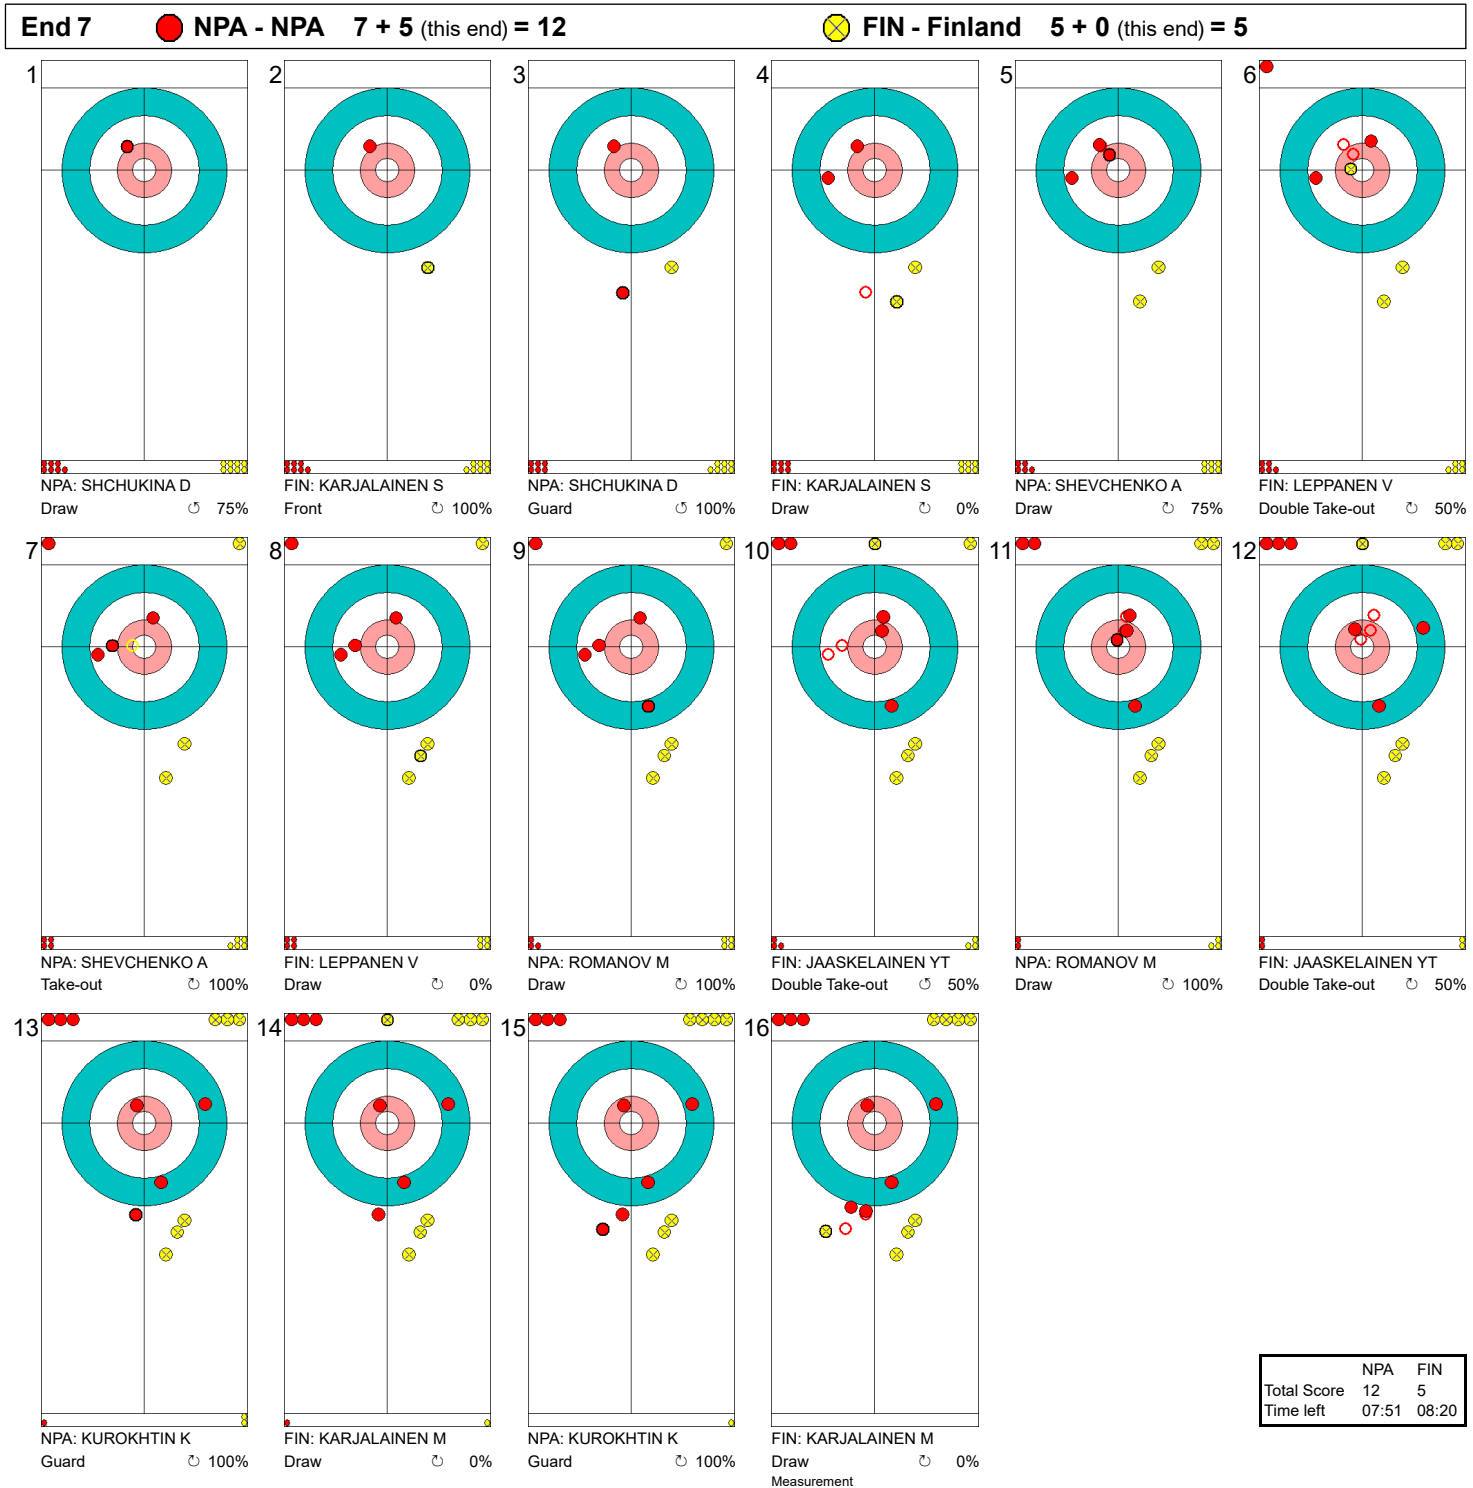 End 7 NPA - NPA 7 + 5 (this end) = 12 FIN - Finland 5 + 0 (this end) = 5
1 2 3 4 5 6
NPA: SHCHUKINA D FIN: KARJALAINEN S NPA: SHCHUKINA D FIN: KARJALAINEN S NPA: SHEVCHENKO A FIN: LEPPANEN V
Draw ↺ 75% Front ↻ 100% Guard ↺ 100% Draw ↻ 0% Draw ↻ 75% Double Take-out ↻ 50%
7 8 9 10 11 12
NPA: SHEVCHENKO A FIN: LEPPANEN V NPA: ROMANOV M FIN: JAASKELAINEN YT NPA: ROMANOV M FIN: JAASKELAINEN YT
Take-out ↻ 100% Draw ↻ 0% Draw ↻ 100% Double Take-out ↺ 50% Draw ↻ 100% Double Take-out ↻ 50%
13 14 15 16
NPA FIN
Total Score 12 5
Time left 07:51 08:20
NPA: KUROKHTIN K FIN: KARJALAINEN M NPA: KUROKHTIN K FIN: KARJALAINEN M
Guard ↻ 100% Draw ↻ 0% Guard ↻ 100% Draw ↻ 0%
Measurement